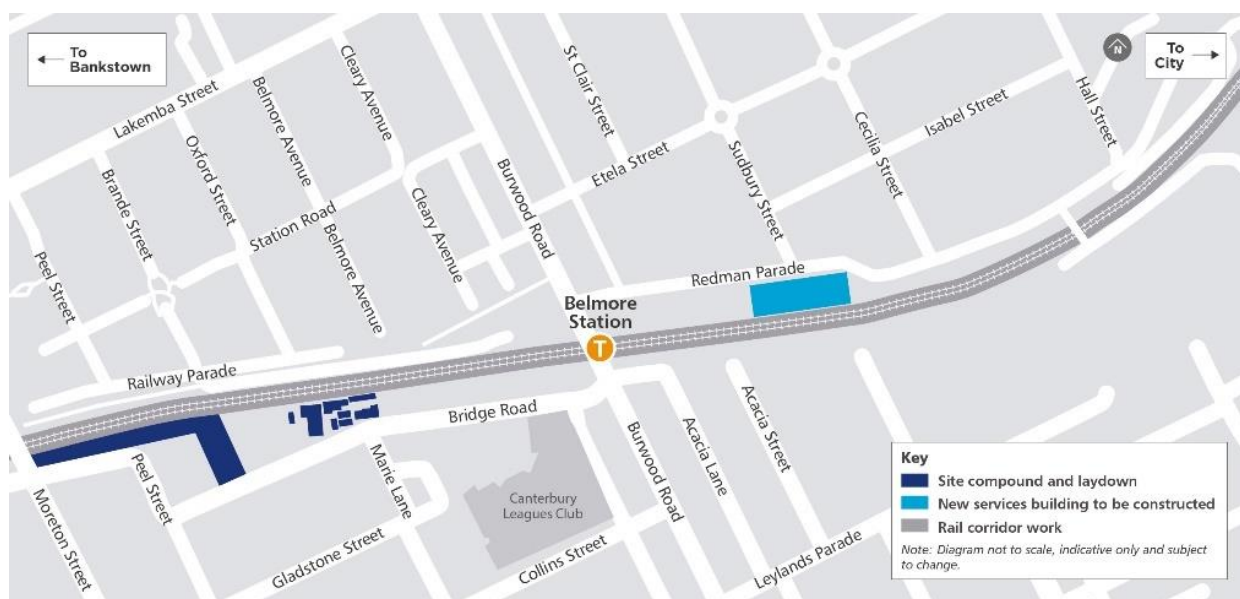 To
Bankstown
N
To
City
Lakemba Street
Cleary Avenue
Belmore Avenue
Oxford Street
Brande Street
Station Road
Belmore Avenue
Cleary Avenue
Peel Street
Burwood Road
St Clair Street
Etela Street
Sudbury Street
Cecilia Street
Isabel Street
Hall Street
Redman Parade
Belmore
Station
T
Railway Parade
Bridge Road
Peel Street
Moreton Street
Marie Lane
Gladstone Street
Canterbury
Leagues Club
Collins Street
Burwood Road
Acacia Lane
Acacia Street
Leylands Parade
Key
Site compound and laydown
New services building to be constructed
Rail corridor work
Note: Diagram not to scale, indicative only and subject
to change.